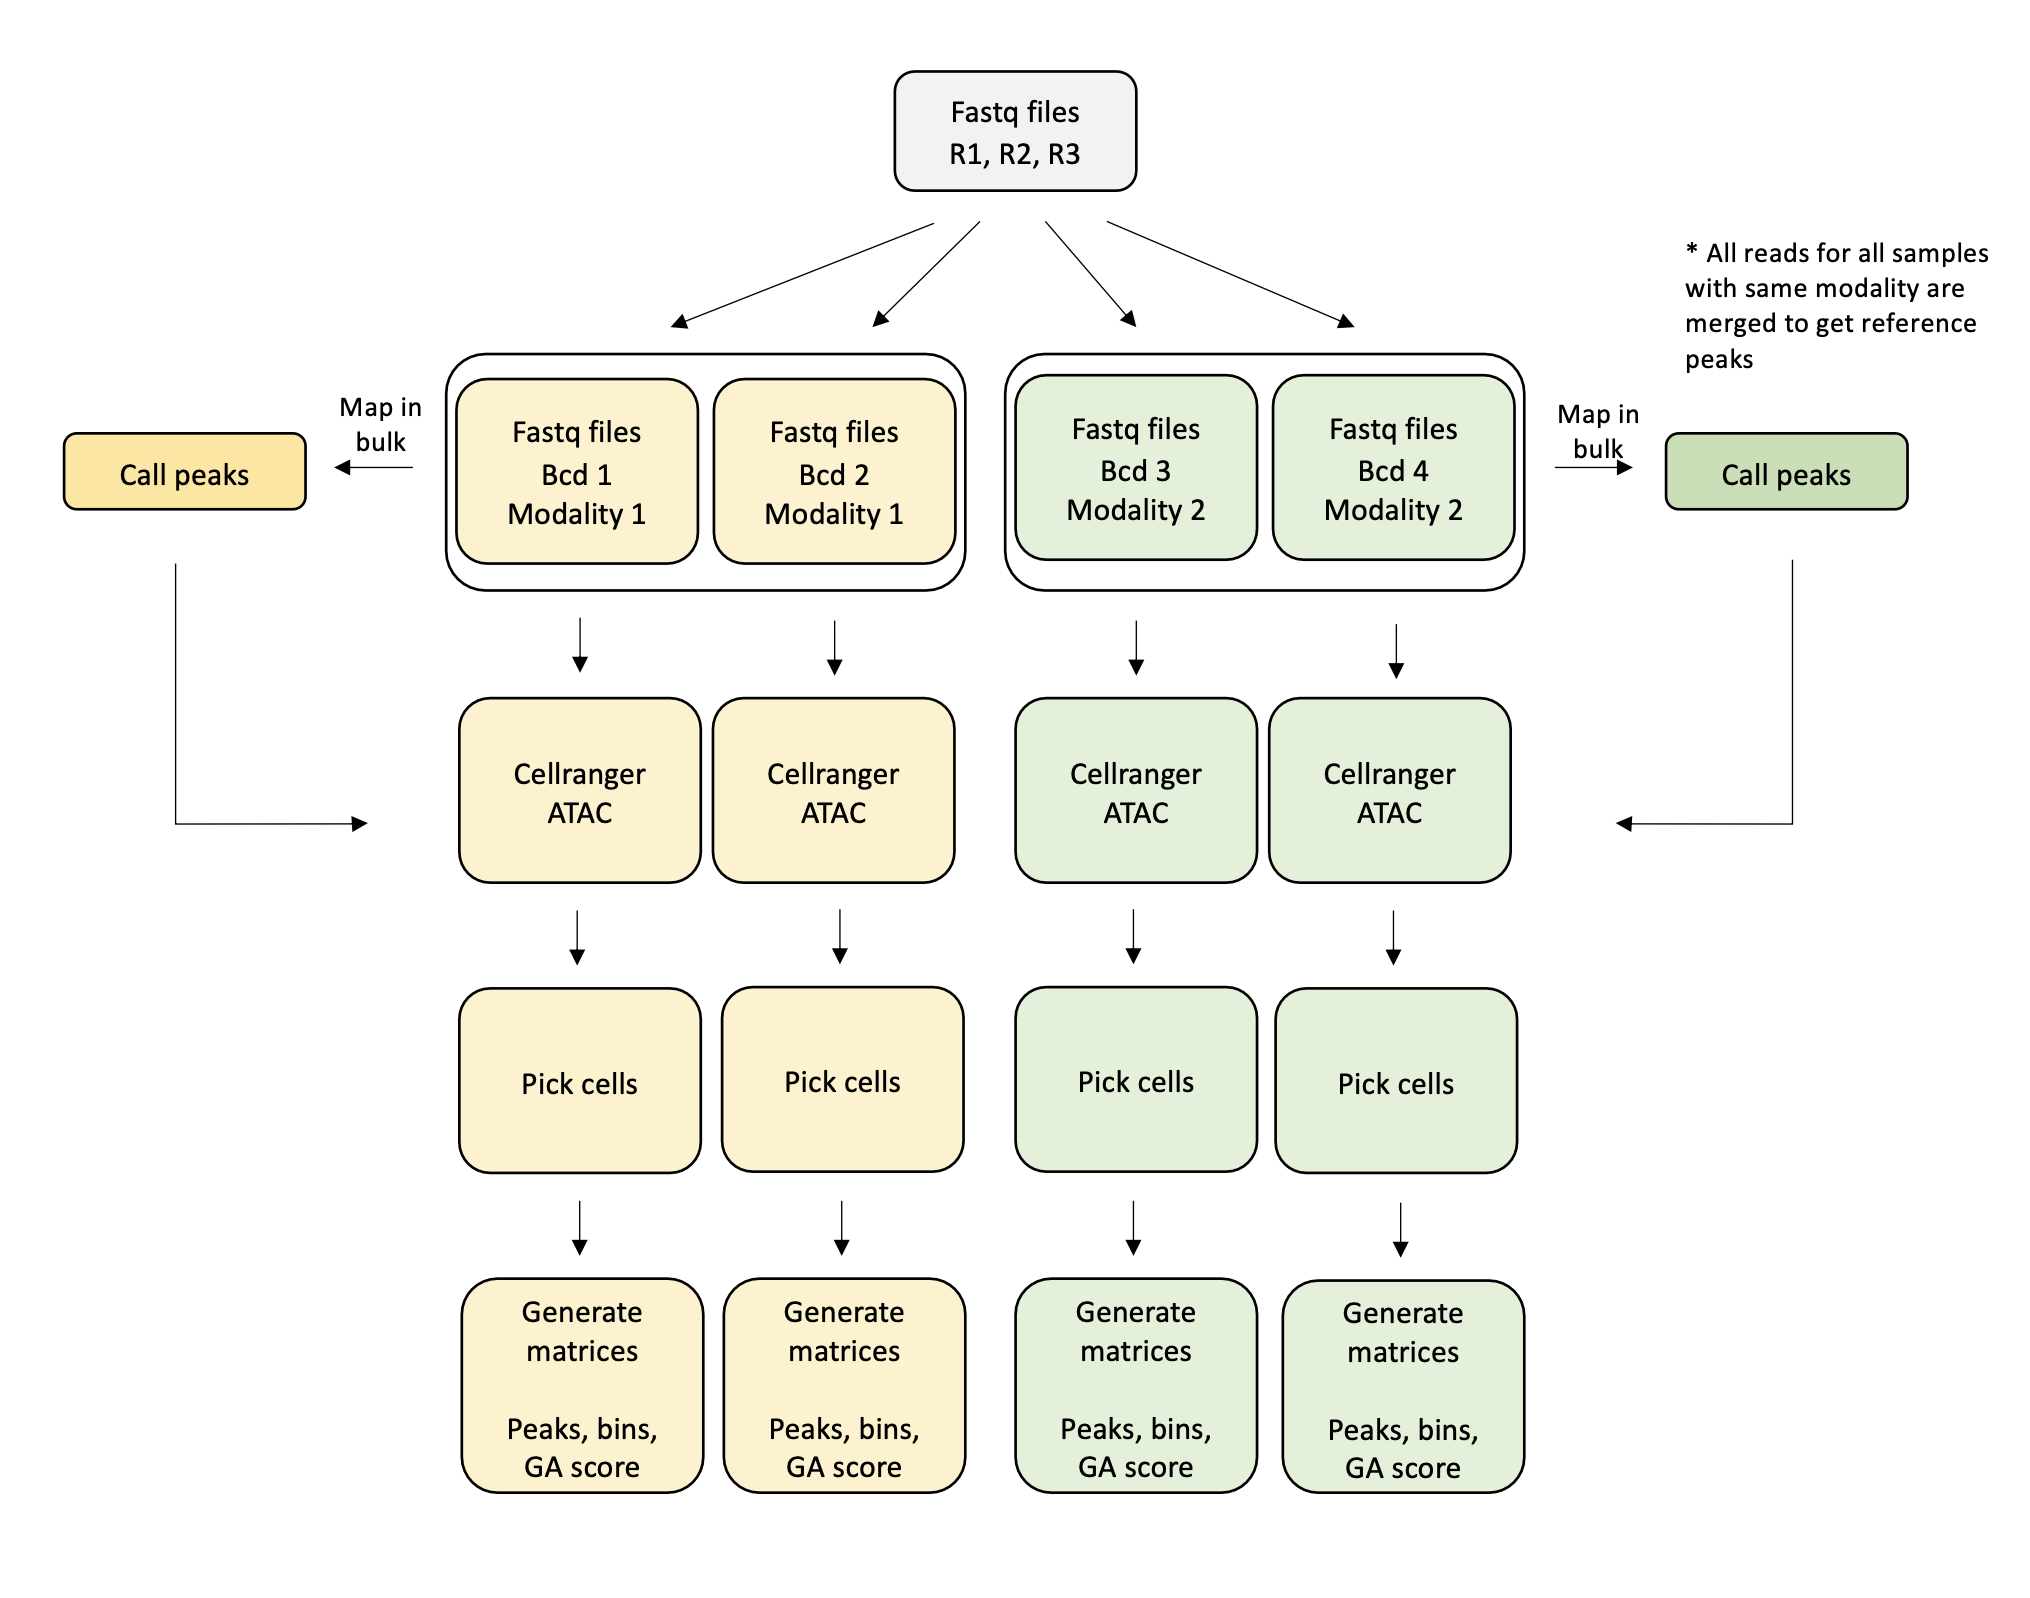 Fastq files
R1, R2, R3
* All reads for all samples
with same modality are
merged to get reference
peaks
Map in
bulk
Call peaks
Fastq files
Bcd 1
Modality 1
Fastq files
Bcd 2
Modality 1
Fastq files
Bcd 3
Modality 2
Fastq files
Bcd 4
Modality 2
Map in
bulk
Call peaks
Cellranger
ATAC
Cellranger
ATAC
Cellranger
ATAC
Cellranger
ATAC
Pick cells
Pick cells
Pick cells
Pick cells
Generate
matrices
Peaks, bins,
GA score
Generate
matrices
Peaks, bins,
GA score
Generate
matrices
Peaks, bins,
GA score
Generate
matrices
Peaks, bins,
GA score